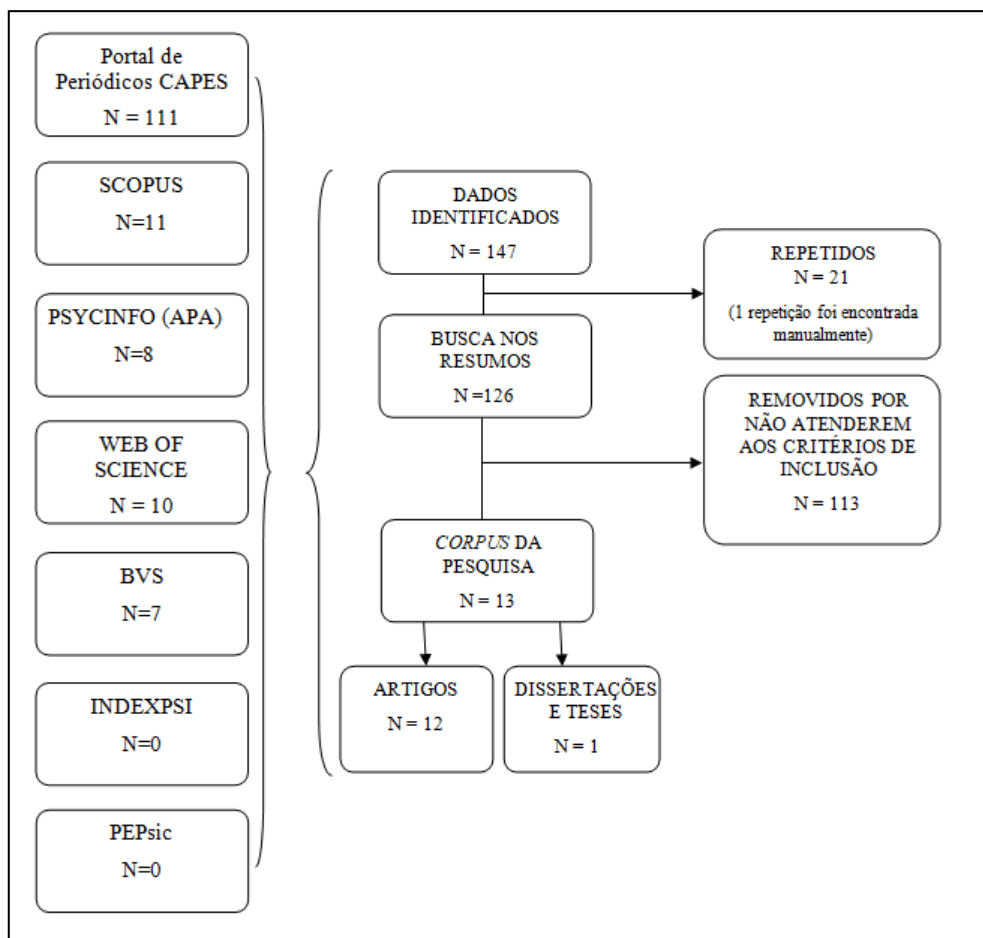 Portal de
Periódicos CAPES
N = 111
SCOPUS
N=11
PSYCINFO (APA)
N=8
WEB OF
SCIENCE
N = 10
BVS
N=7
INDEXPSI
N=0
PEPsic
N=0
DADOS
IDENTIFICADOS
N = 147
REPETIDOS
N = 21
(1 repetição foi encontrada
manualmente)
BUSCA NOS
RESUMOS
N =126
REMOVIDOS POR
NÃO ATENDEREM
AOS CRITÉRIOS DE
INCLUSÃO
N = 113
CORPUS DA
PESQUISA
N = 13
ARTIGOS
N = 12
DISSERTAÇÕES
E TESES
N = 1